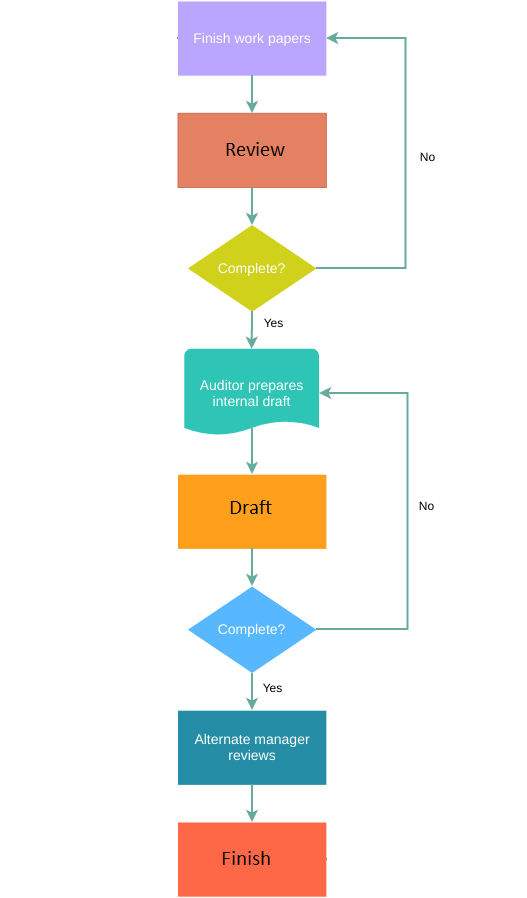 Finish work papers
No
Review
Complete?
Yes
Auditor prepares
internal draft
Draft
No
Complete?
Yes
Alternate manager
reviews
Finish